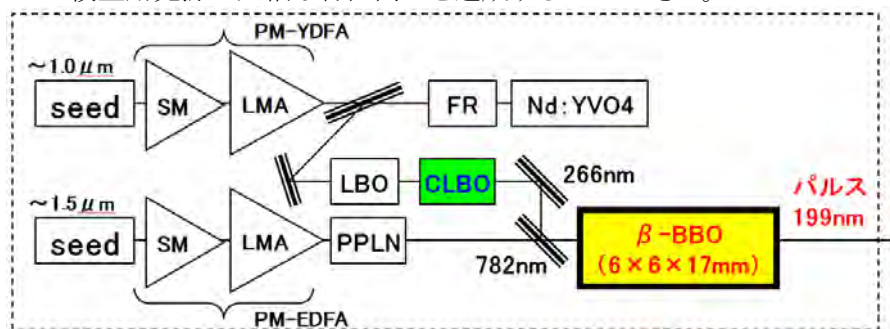 PM-YDFA
~1.0μm
seed
SM
LMA
FR
Nd:YVO4
LBO
CLBO
266nm
パルス
199nm
~1.5μm
seed
SM
LMA
PPLN
782nm
β-BBO
(6×6×17mm)
PM-EDFA